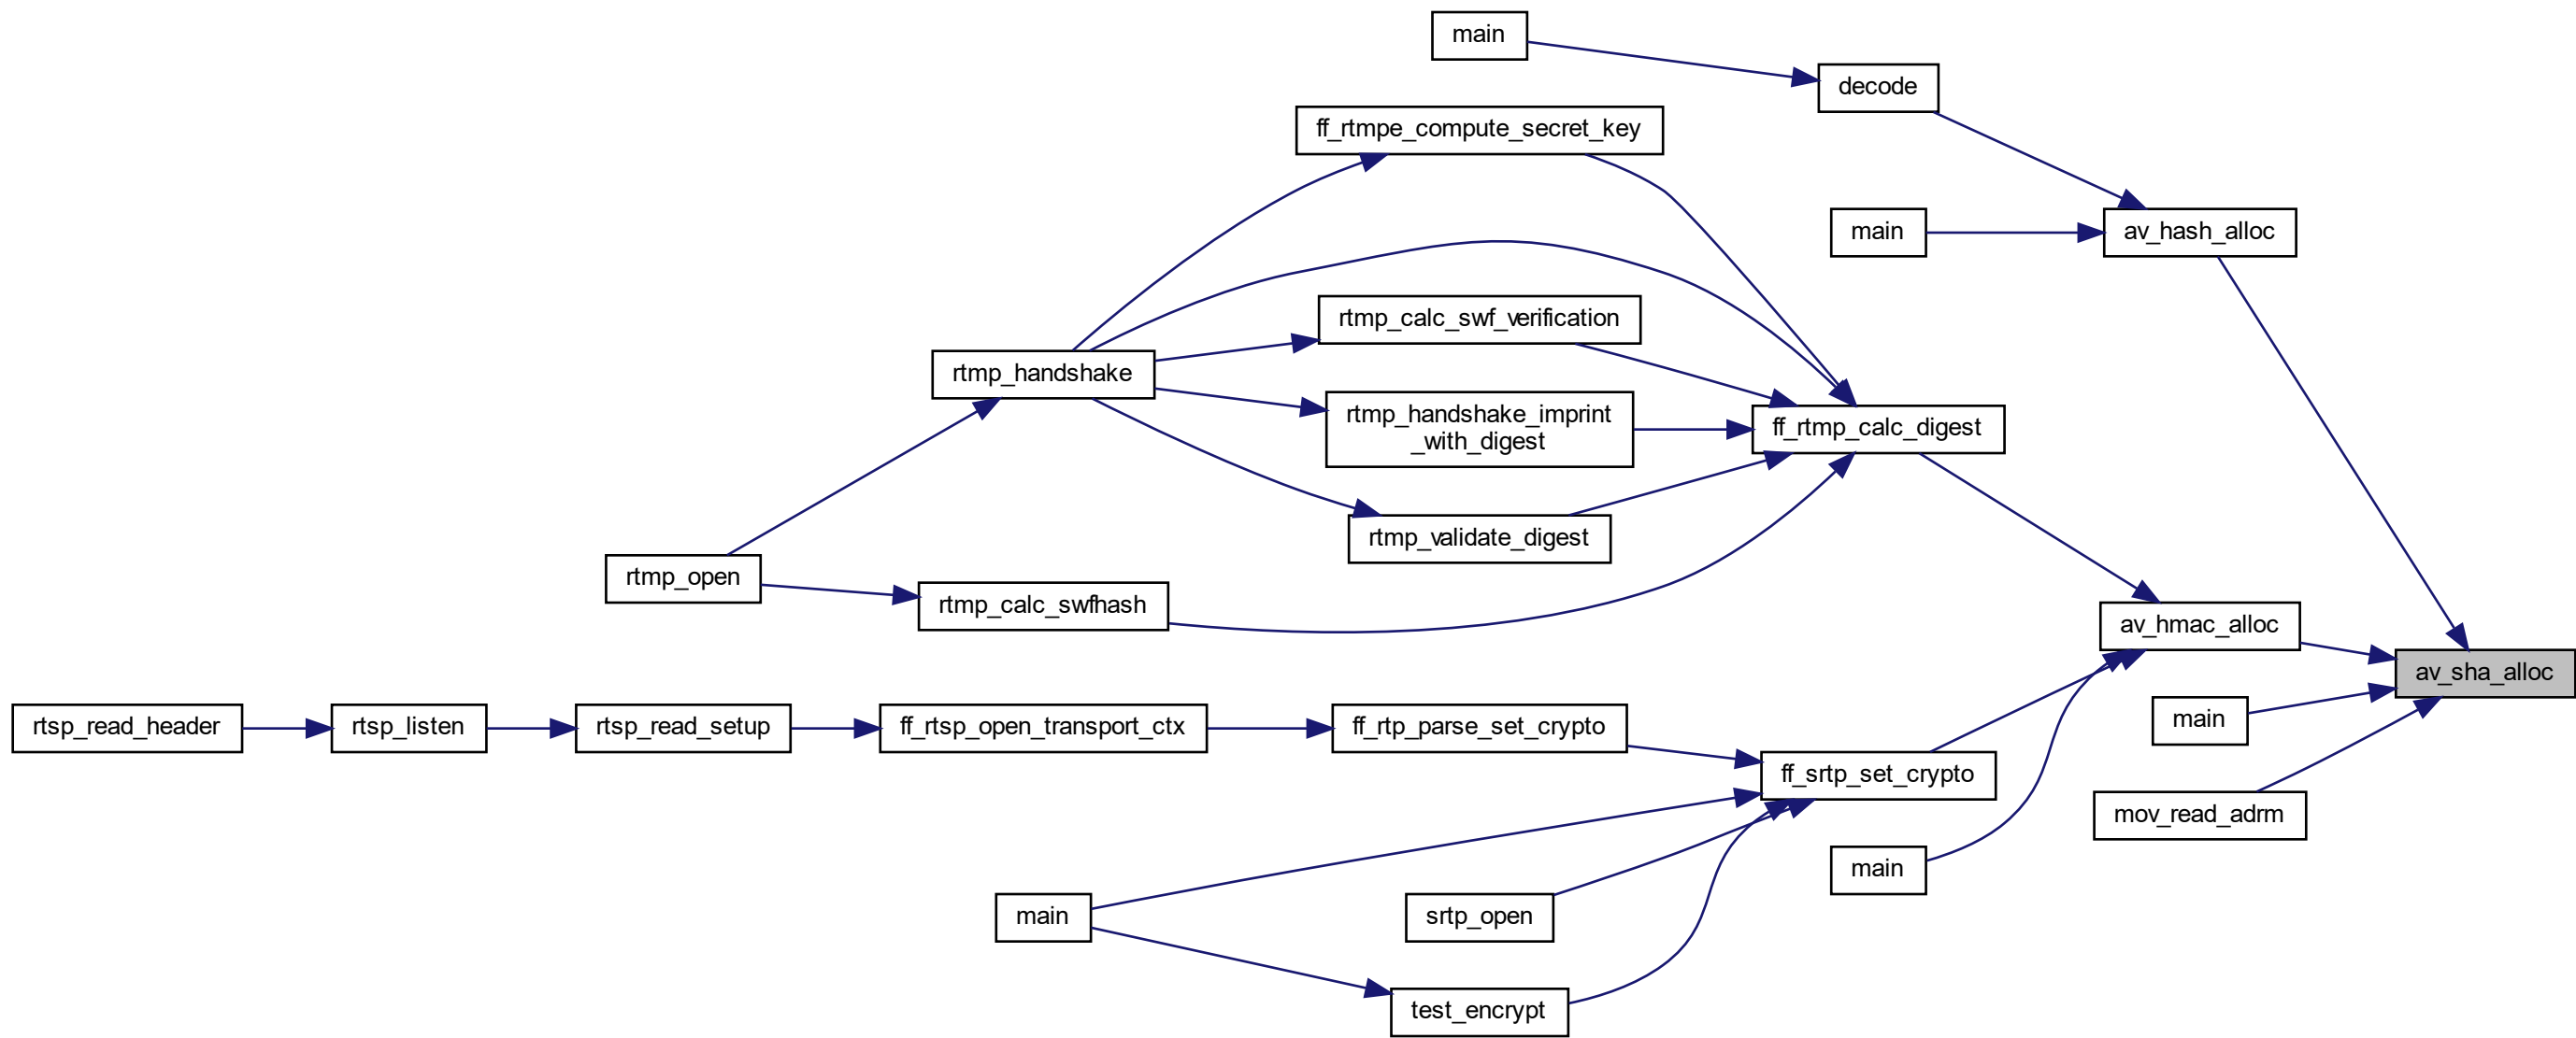 main
decode
ff_rtmpe_compute_secret_key
main
av_hash_alloc
rtmp_calc_swf_verification
rtmp_handshake
rtmp_handshake_imprint
_with_digest
ff_rtmp_calc_digest
rtmp_validate_digest
rtmp_open
rtmp_calc_swfhash
av_hmac_alloc
av_sha_alloc
rtsp_read_header
rtsp_listen
rtsp_read_setup
ff_rtsp_open_transport_ctx
ff_rtp_parse_set_crypto
main
ff_srtp_set_crypto
mov_read_adrm
main
main
srtp_open
test_encrypt